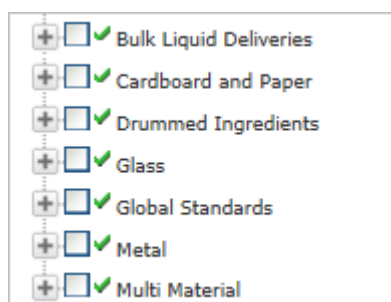 Bulk Liquid Deliveries
Cardboard and Paper
Drummed Ingredients
Glass
Global Standards
Metal
Multi Material